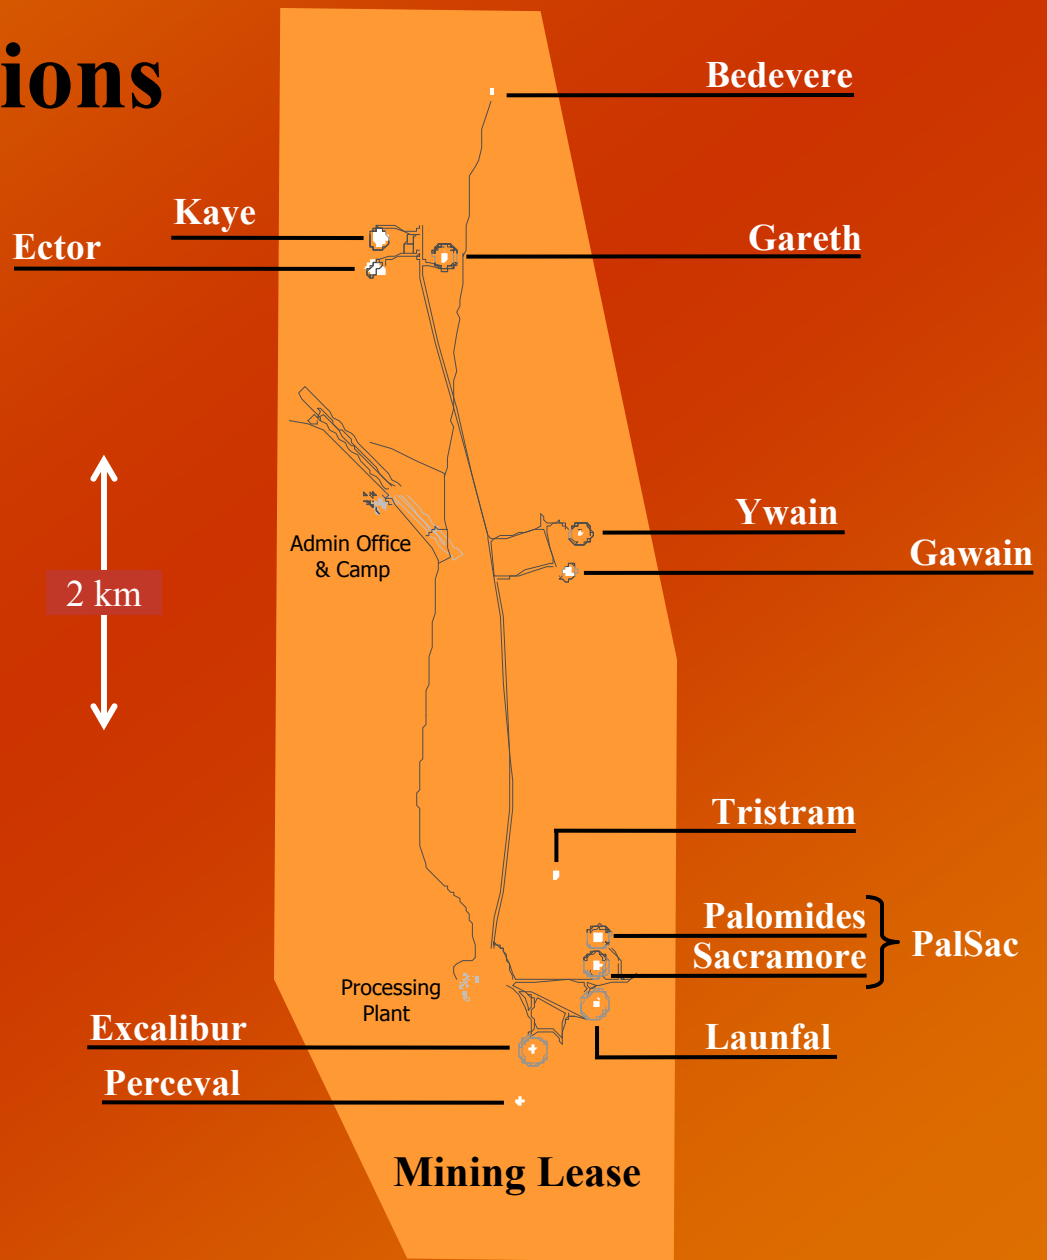 ions
Bedevere
Kaye
Ector
Gareth
Ywain
Admin Office
& Camp
Gawain
2 km
Tristram
Palomides
Sacramore
PalSac
Processing
Plant
Excalibur
Launfal
Perceval
Mining Lease